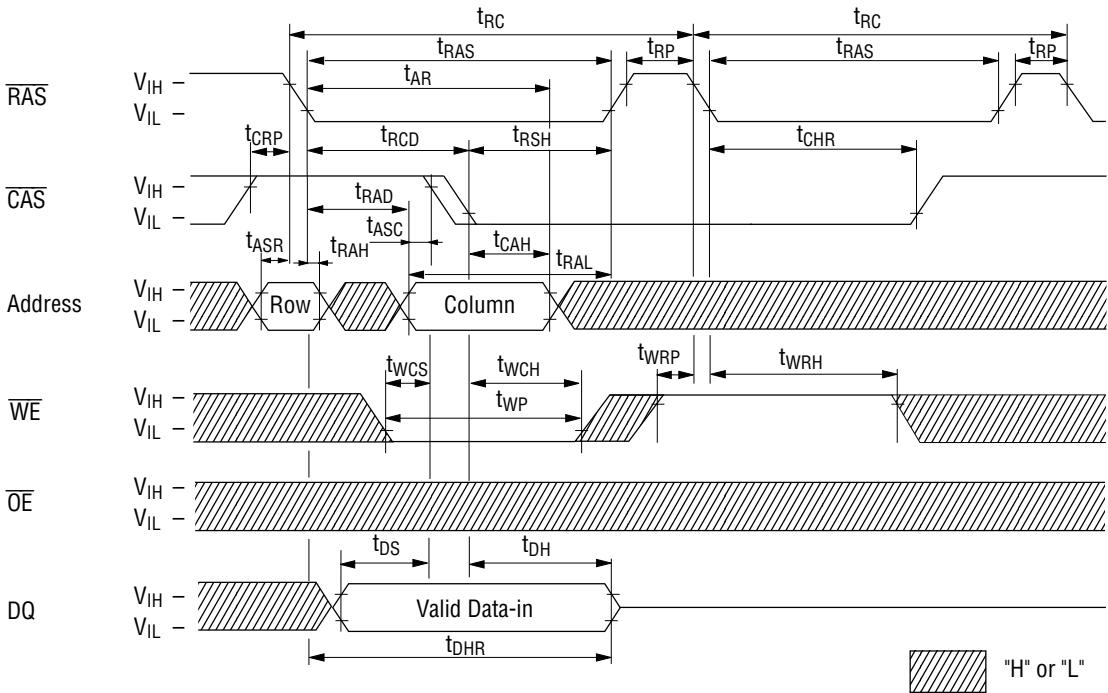 tRC tRC
tRAS tRP tRAS tRP
tAR
RAS VIH –
VIL –
tCRP tRCD tRSH tCHR
CAS VIH –
VIL –
tRAD
tASC
tASR tRAH tCAH
tRAL
Address VIH –
VIL –
Row Column
tWCS tWCH tWRP tWRH
tWP
WE VIH –
VIL –
OE VIH –
VIL –
tDS tDH
DQ VIH –
VIL –
Valid Data-in
tDHR
"H" or "L"